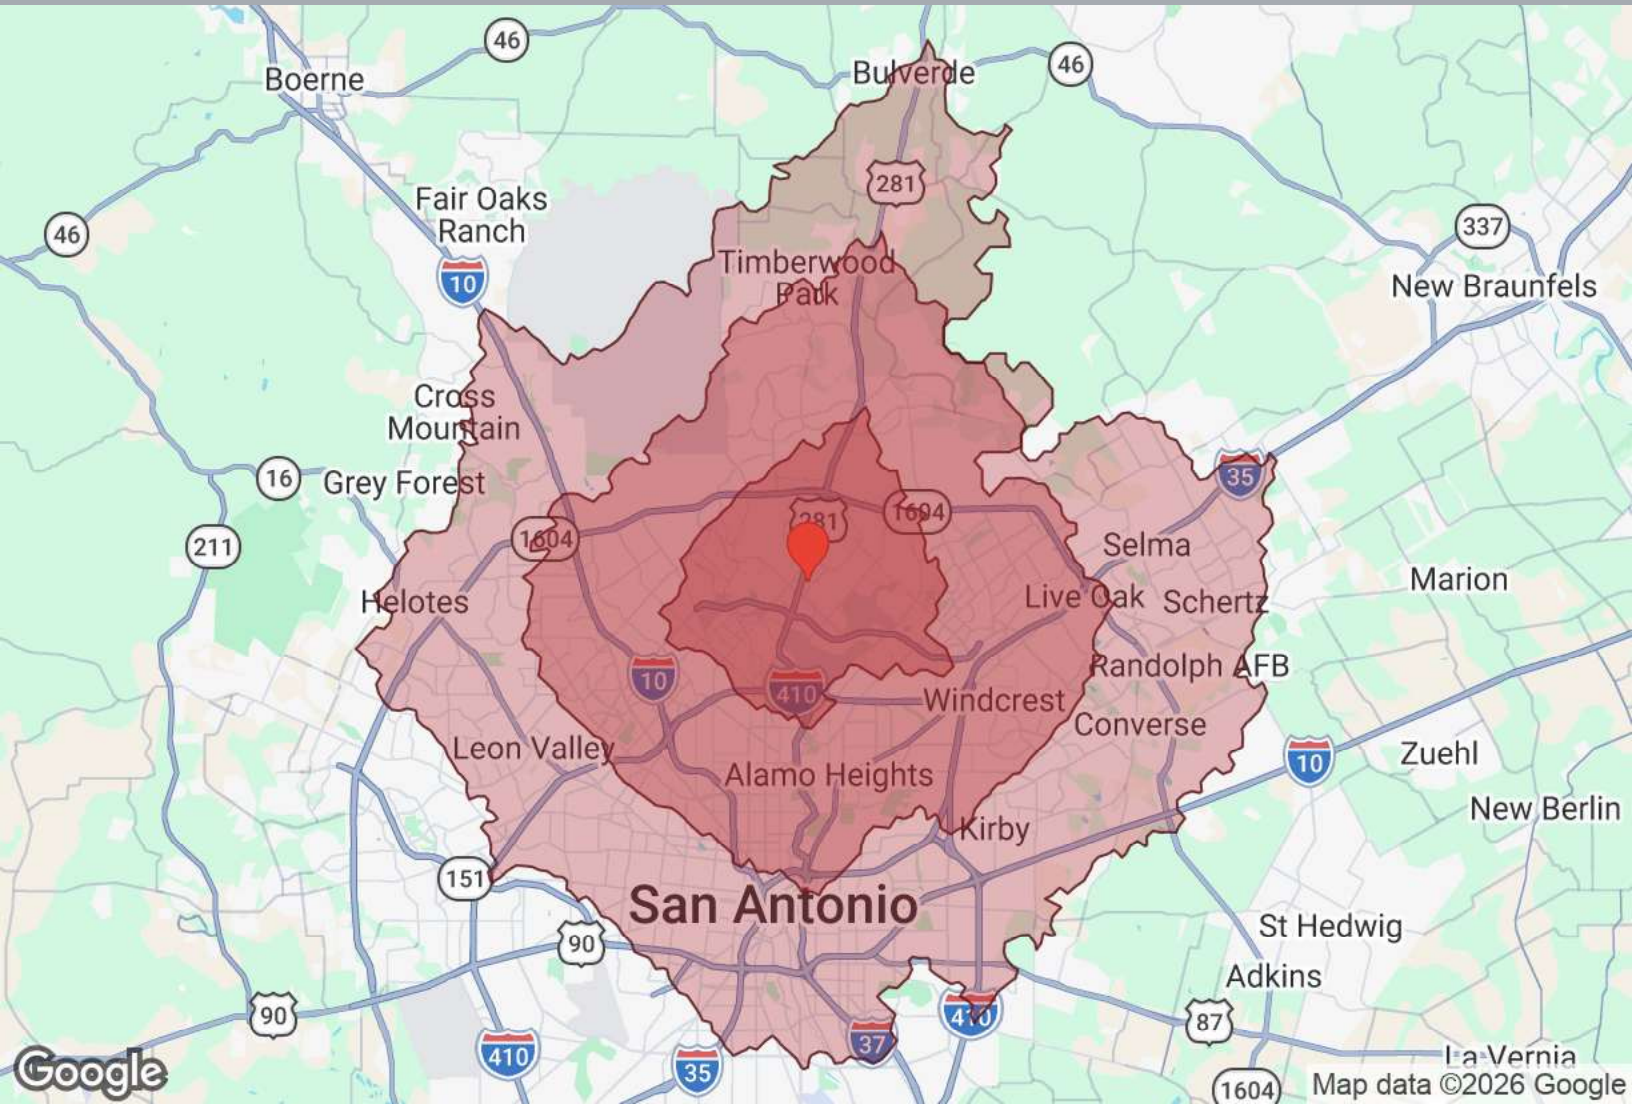 46
Boerne
Bulverde
46
281
Fair Oaks
Ranch
46
337
10
Timberwood
Park
New Braunfels
Cross
Mountain
16
Grey Forest
35
211
1604
281
1604
Selma
Marion
Helotes
Live Oak
Schertz
10
410
Randolph AFB
Windcrest
Converse
Leon Valley
Alamo Heights
10
Zuehl
New Berlin
Kirby
151
San Antonio
90
St Hedwig
Adkins
90
410
87
37
410
35
La Vernia
1604
Google
Map data ©2026 Google